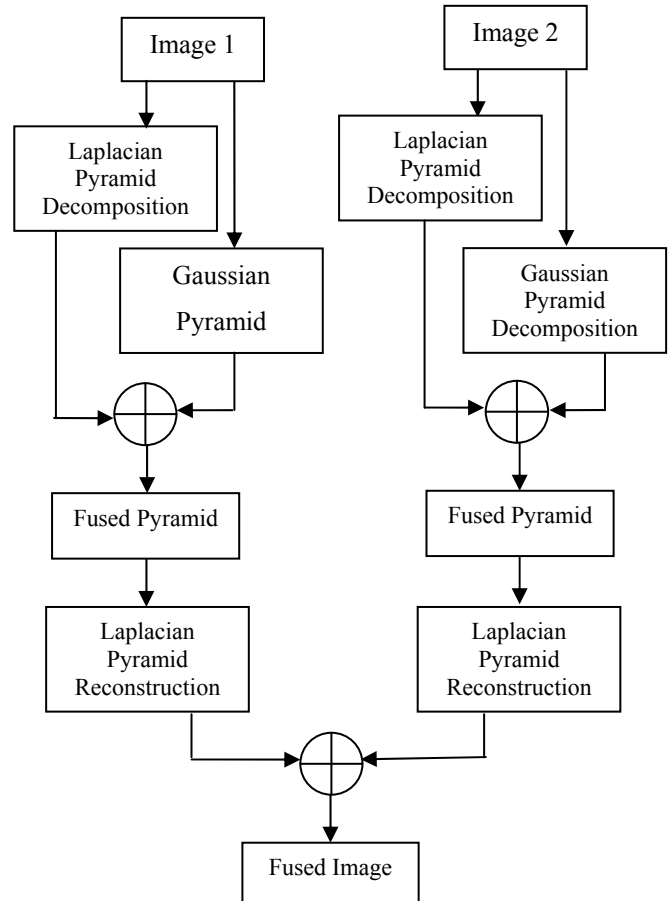 Image 1
Image 2
Laplacian
Pyramid
Decomposition
Laplacian
Pyramid
Decomposition
Gaussian
Pyramid
Gaussian
Pyramid
Decomposition
Fused Pyramid
Fused Pyramid
Laplacian
Pyramid
Reconstruction
Laplacian
Pyramid
Reconstruction
Fused Image